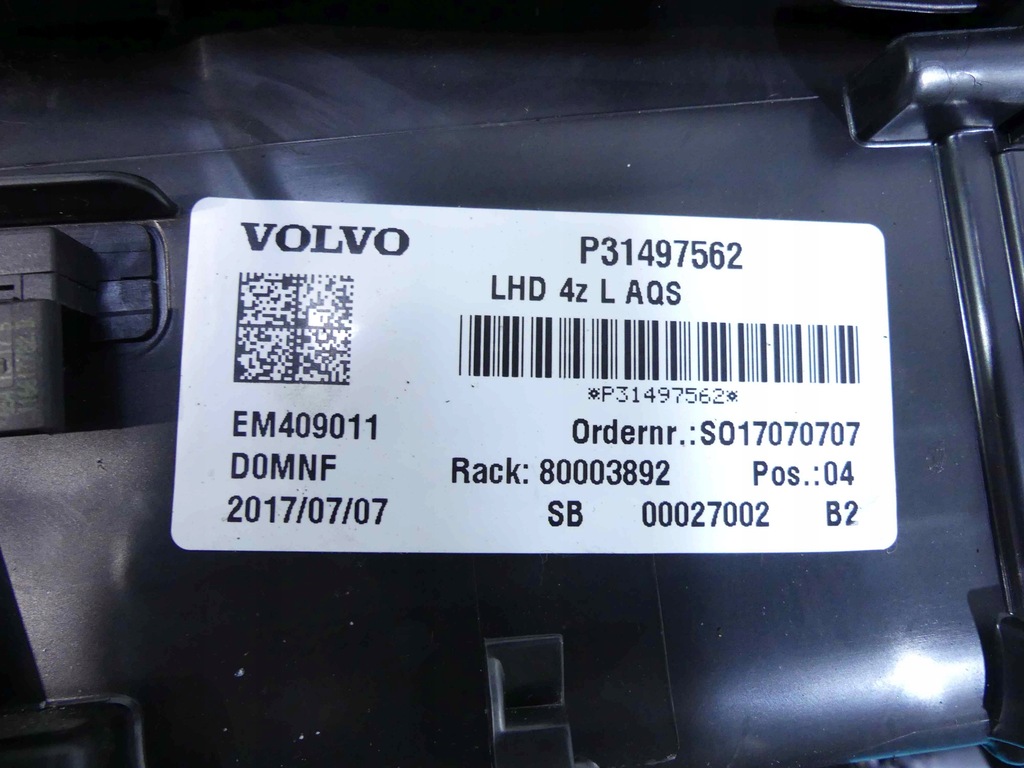 VOLVO
P31497562
LHD 4z L AQS
*P31497562*
EM409011
Ordernr.:SO17070707
D0MNF
Rack: 80003892
Pos.:04
2017/07/07
SB 00027002 B2